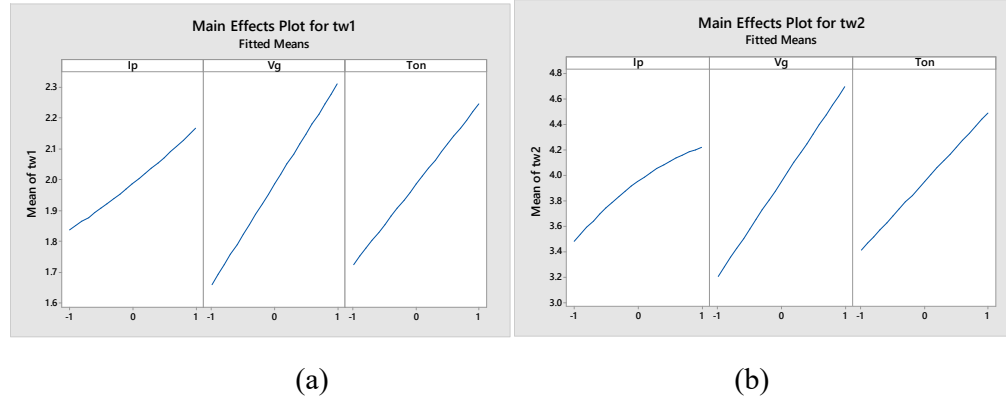 Main Effects Plot for tw1
Fitted Means
Ip Vg Ton
Mean of tw1
2.3
2.2
2.1
2.0
1.9
1.8
1.7
1.6
-1 0 1 -1 0 1 -1 0 1
(a)
Main Effects Plot for tw2
Fitted Means
Ip Vg Ton
Mean of tw2
4.8
4.6
4.4
4.2
4.0
3.8
3.6
3.4
3.2
3.0
-1 0 1 -1 0 1 -1 0 1
(b)